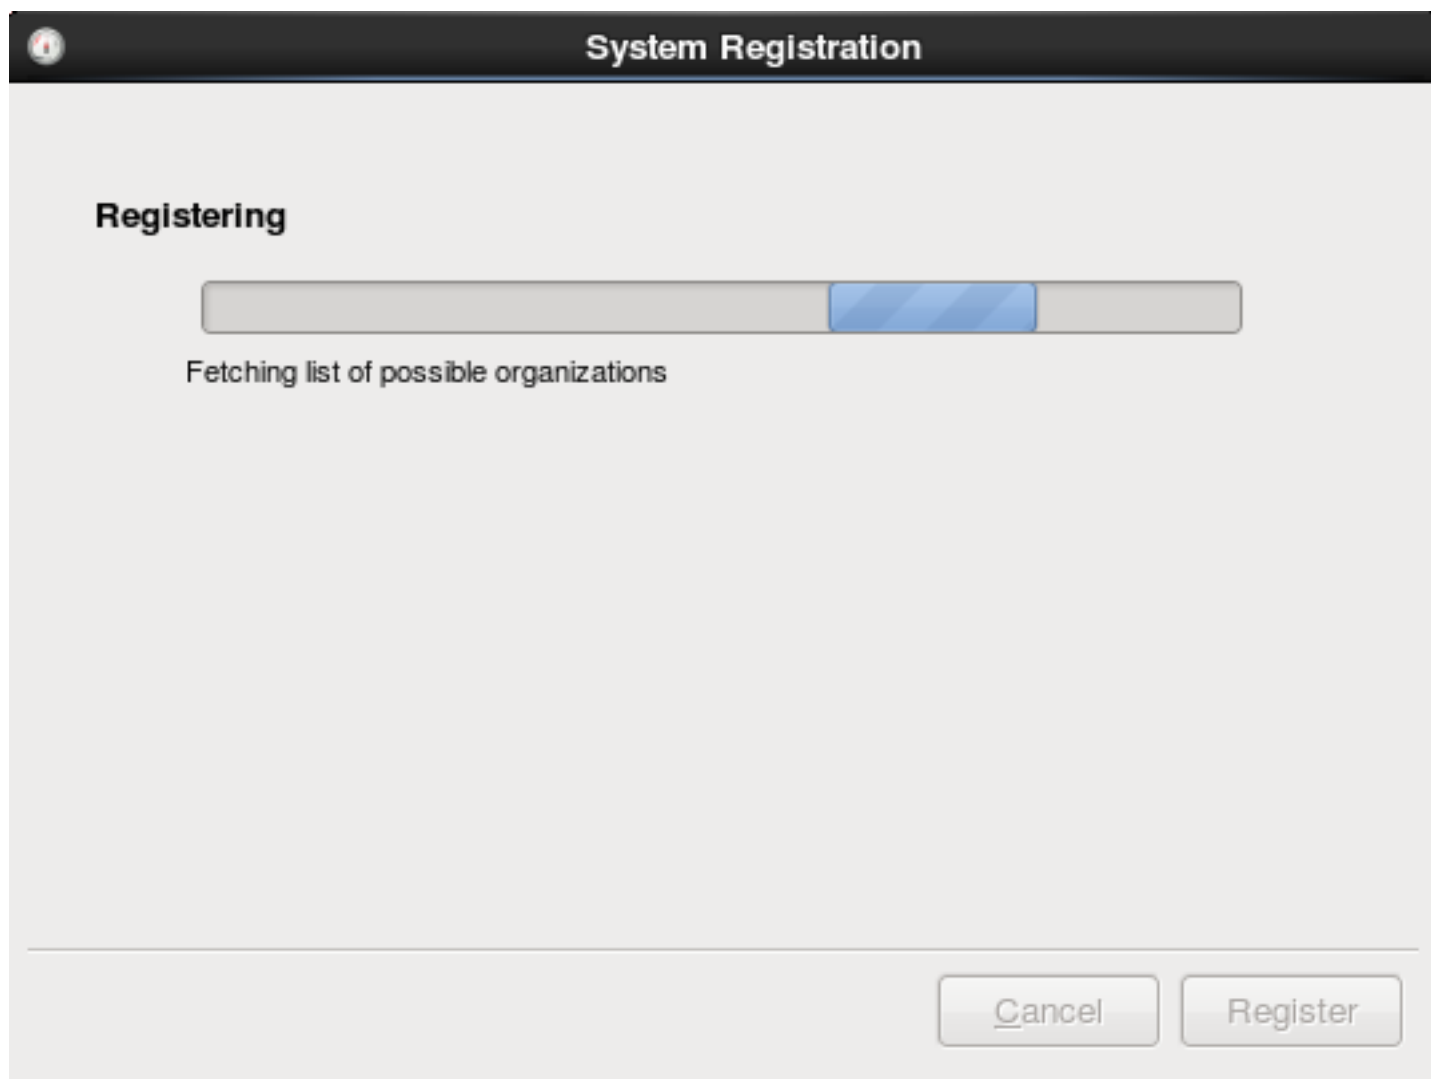 System Registration
Registering
Fetching list of possible organizations
Cancel
Register